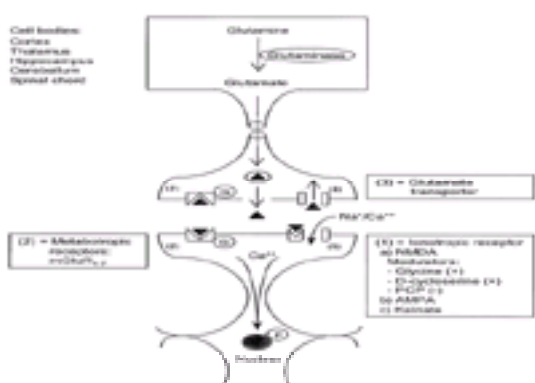 Cell bodies:
Cortex
Thalamus
Hippocampus
Cerebellum
Spinal chord
Glutamine
Glutaminase
Glutamate
(3) = Glutamate
transporter
Na⁺/Ca⁺⁺
(2) = Metabotropic
receptors:
(1) = Ionotropic receptor
a) NMDA
Modulators:
- Glycine (+)
- D-cycloserine (+)
- PCP (-)
b) AMPA
c) Kainate
Ca⁺⁺
Nucleus